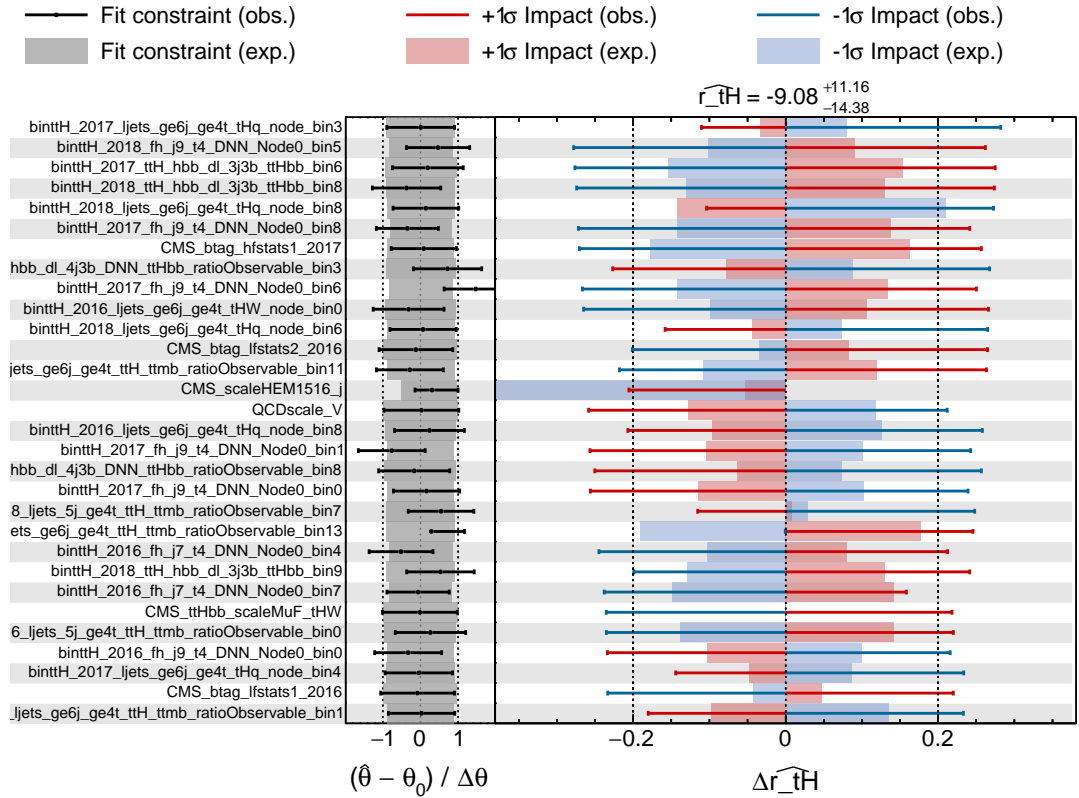 Fit constraint (obs.) +1σ Impact (obs.) -1σ Impact (obs.)
Fit constraint (exp.) +1σ Impact (exp.) -1σ Impact (exp.)
r_tH = -9.08 +11.16 −14.38
binttH_2017_ljets_ge6j_ge4t_tHq_node_bin3
binttH_2018_fh_j9_t4_DNN_Node0_bin5
binttH_2017_ttH_hbb_dl_3j3b_ttHbb_bin6
binttH_2018_ttH_hbb_dl_3j3b_ttHbb_bin8
binttH_2018_ljets_ge6j_ge4t_tHq_node_bin8
binttH_2017_fh_j9_t4_DNN_Node0_bin8
CMS_btag_hfstats1_2017
hbb_dl_4j3b_DNN_ttHbb_ratioObservable_bin3
binttH_2017_fh_j9_t4_DNN_Node0_bin6
binttH_2016_ljets_ge6j_ge4t_tHW_node_bin0
binttH_2018_ljets_ge6j_ge4t_tHq_node_bin6
CMS_btag_lfstats2_2016
jets_ge6j_ge4t_ttH_ttmb_ratioObservable_bin11
CMS_scaleHEM1516_j
QCDscale_V
binttH_2016_ljets_ge6j_ge4t_tHq_node_bin8
binttH_2017_fh_j9_t4_DNN_Node0_bin1
hbb_dl_4j3b_DNN_ttHbb_ratioObservable_bin8
binttH_2017_fh_j9_t4_DNN_Node0_bin0
8_ljets_5j_ge4t_ttH_ttmb_ratioObservable_bin7
ets_ge6j_ge4t_ttH_ttmb_ratioObservable_bin13
binttH_2016_fh_j7_t4_DNN_Node0_bin4
binttH_2018_ttH_hbb_dl_3j3b_ttHbb_bin9
binttH_2016_fh_j7_t4_DNN_Node0_bin7
CMS_ttHbb_scaleMuF_tHW
6_ljets_5j_ge4t_ttH_ttmb_ratioObservable_bin0
binttH_2016_fh_j9_t4_DNN_Node0_bin0
binttH_2017_ljets_ge6j_ge4t_tHq_node_bin4
CMS_btag_lfstats1_2016
_ljets_ge6j_ge4t_ttH_ttmb_ratioObservable_bin1
−1 0 1 −0.2 0 0.2
(θ̂ − θ₀) / Δθ Δr_tH